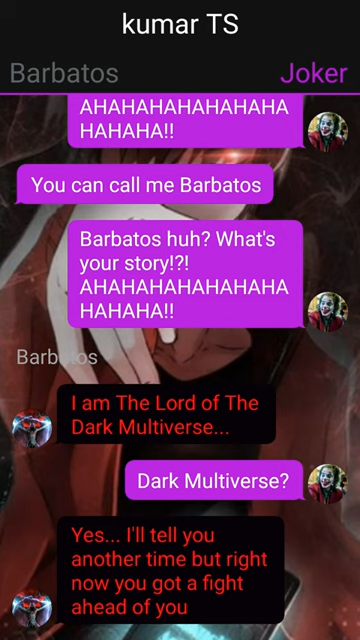 kumar TS
Barbatos
Joker
AHAHAHAHAHAHAHA
HAHAHA!!
You can call me Barbatos
Barbatos huh? What's
your story!?!
AHAHAHAHAHAHAHA
HAHAHA!!
Barbatos
I am The Lord of The
Dark Multiverse...
Dark Multiverse?
Yes... I'll tell you
another time but right
now you got a fight
ahead of you